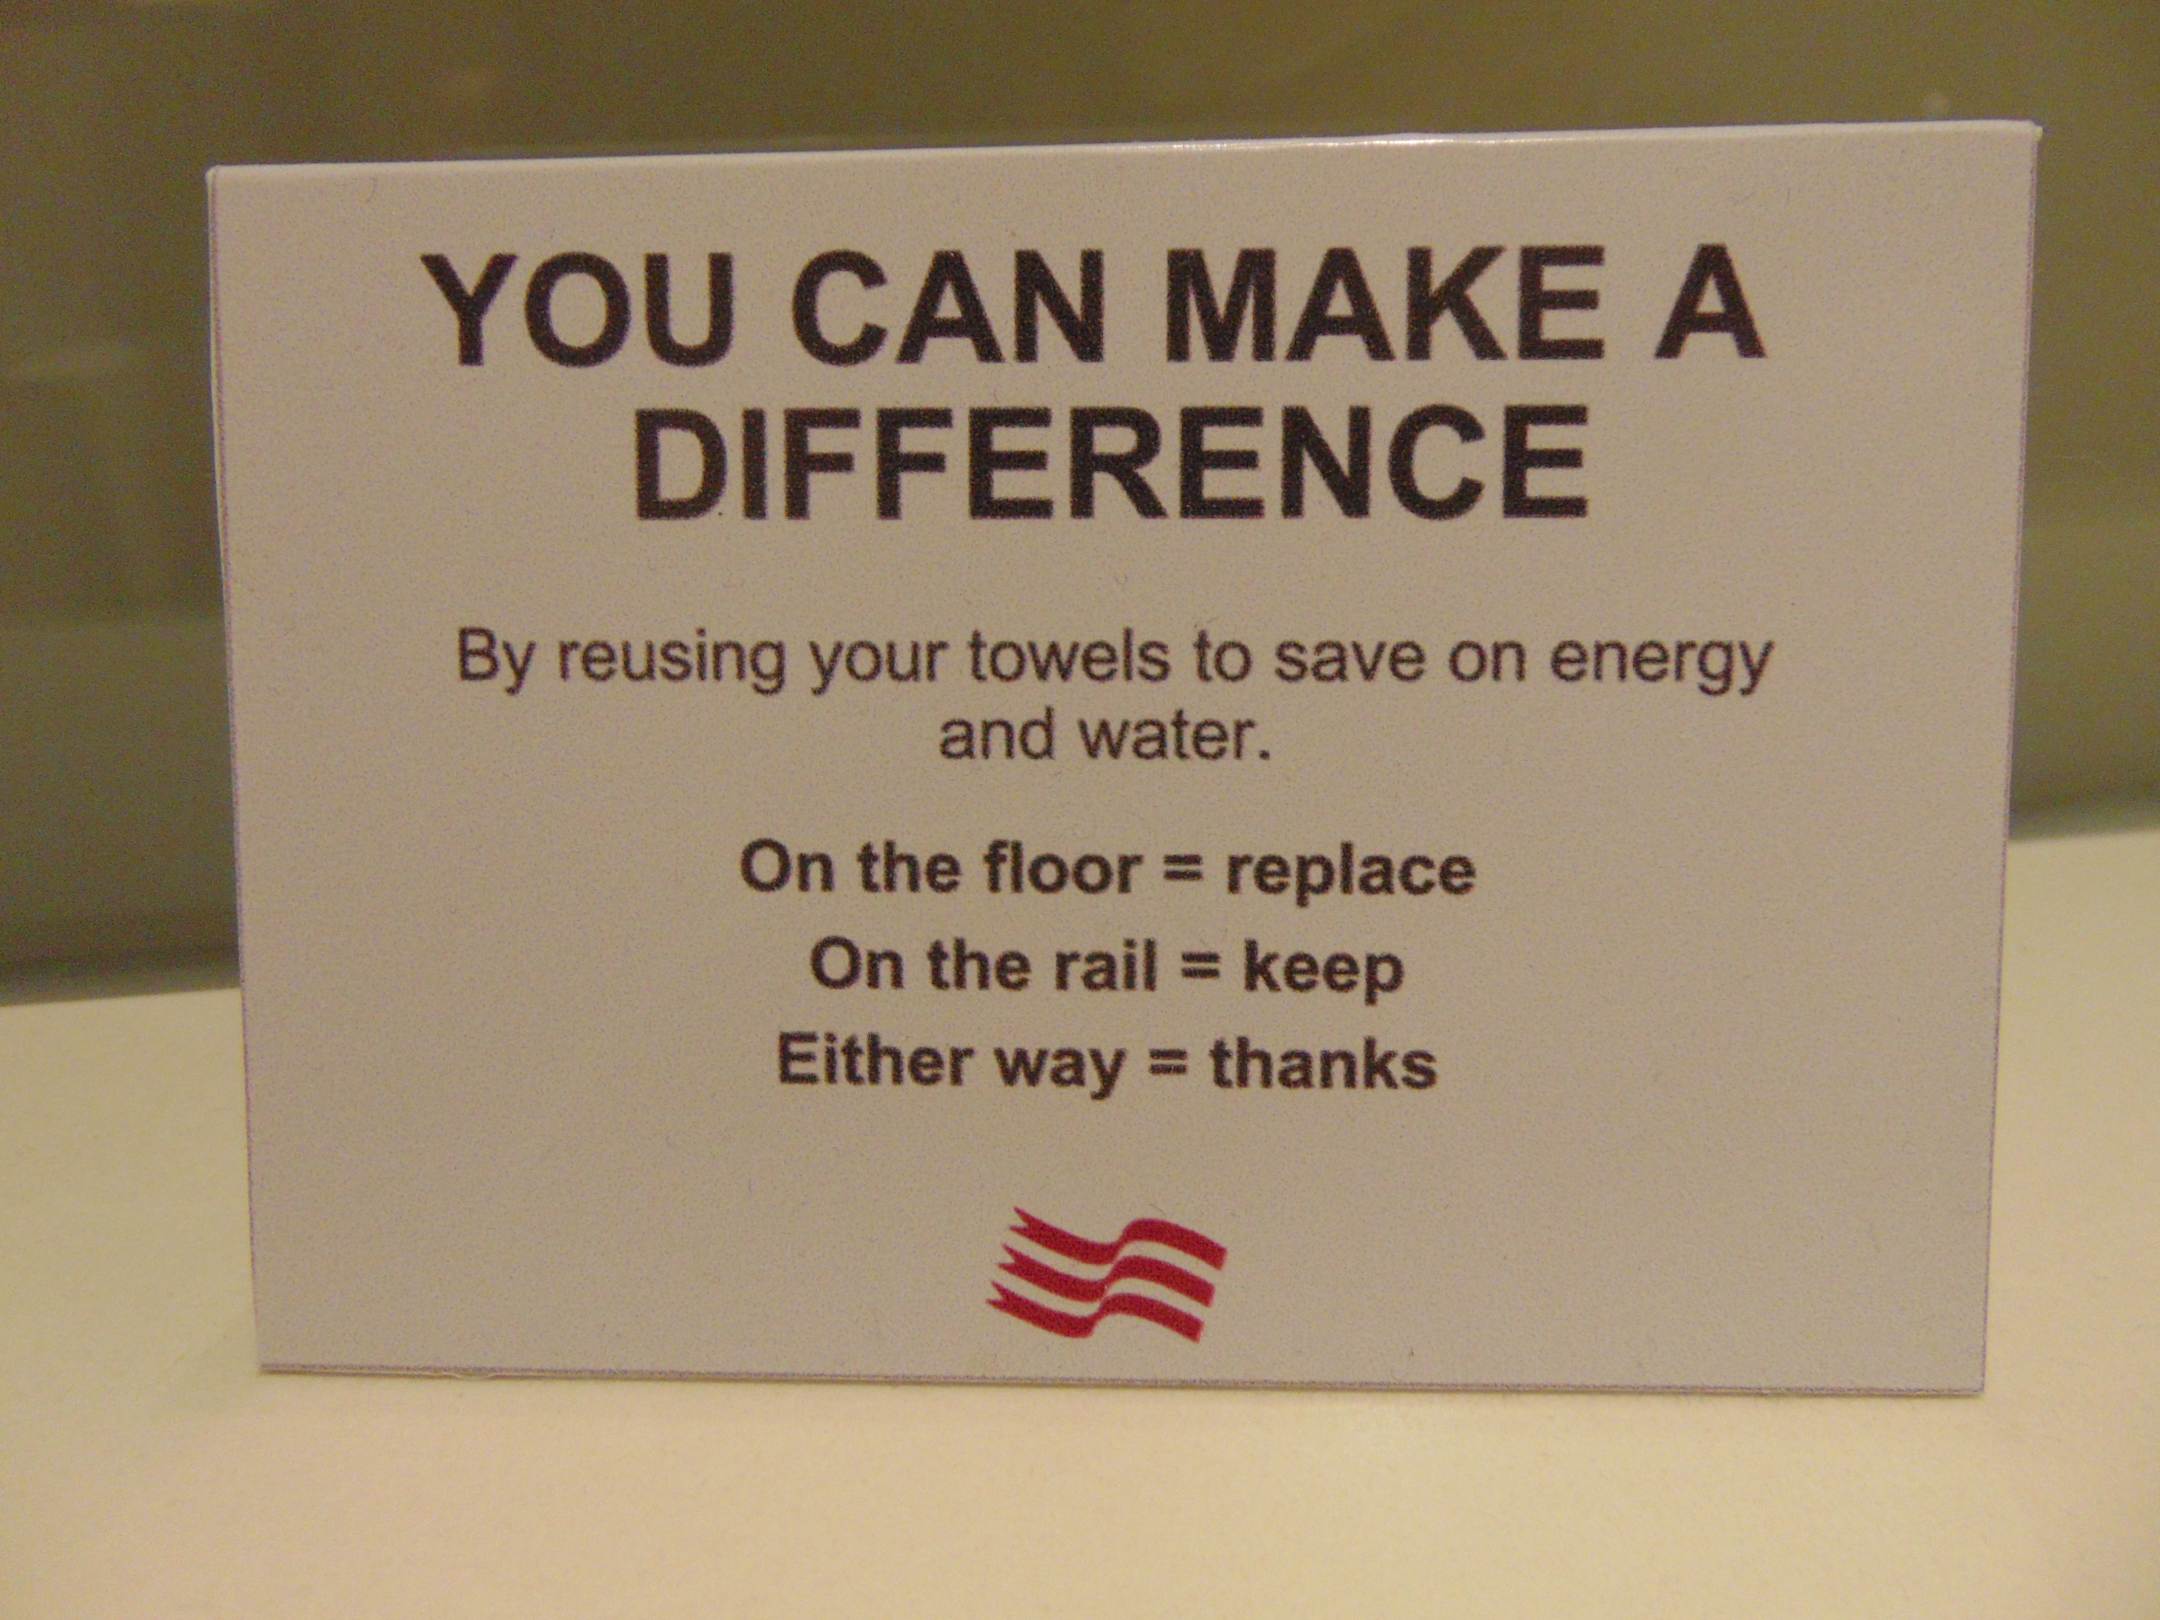 YOU CAN MAKE A
DIFFERENCE
By reusing your towels to save on energy
and water.
On the floor = replace
On the rail = keep
Either way = thanks